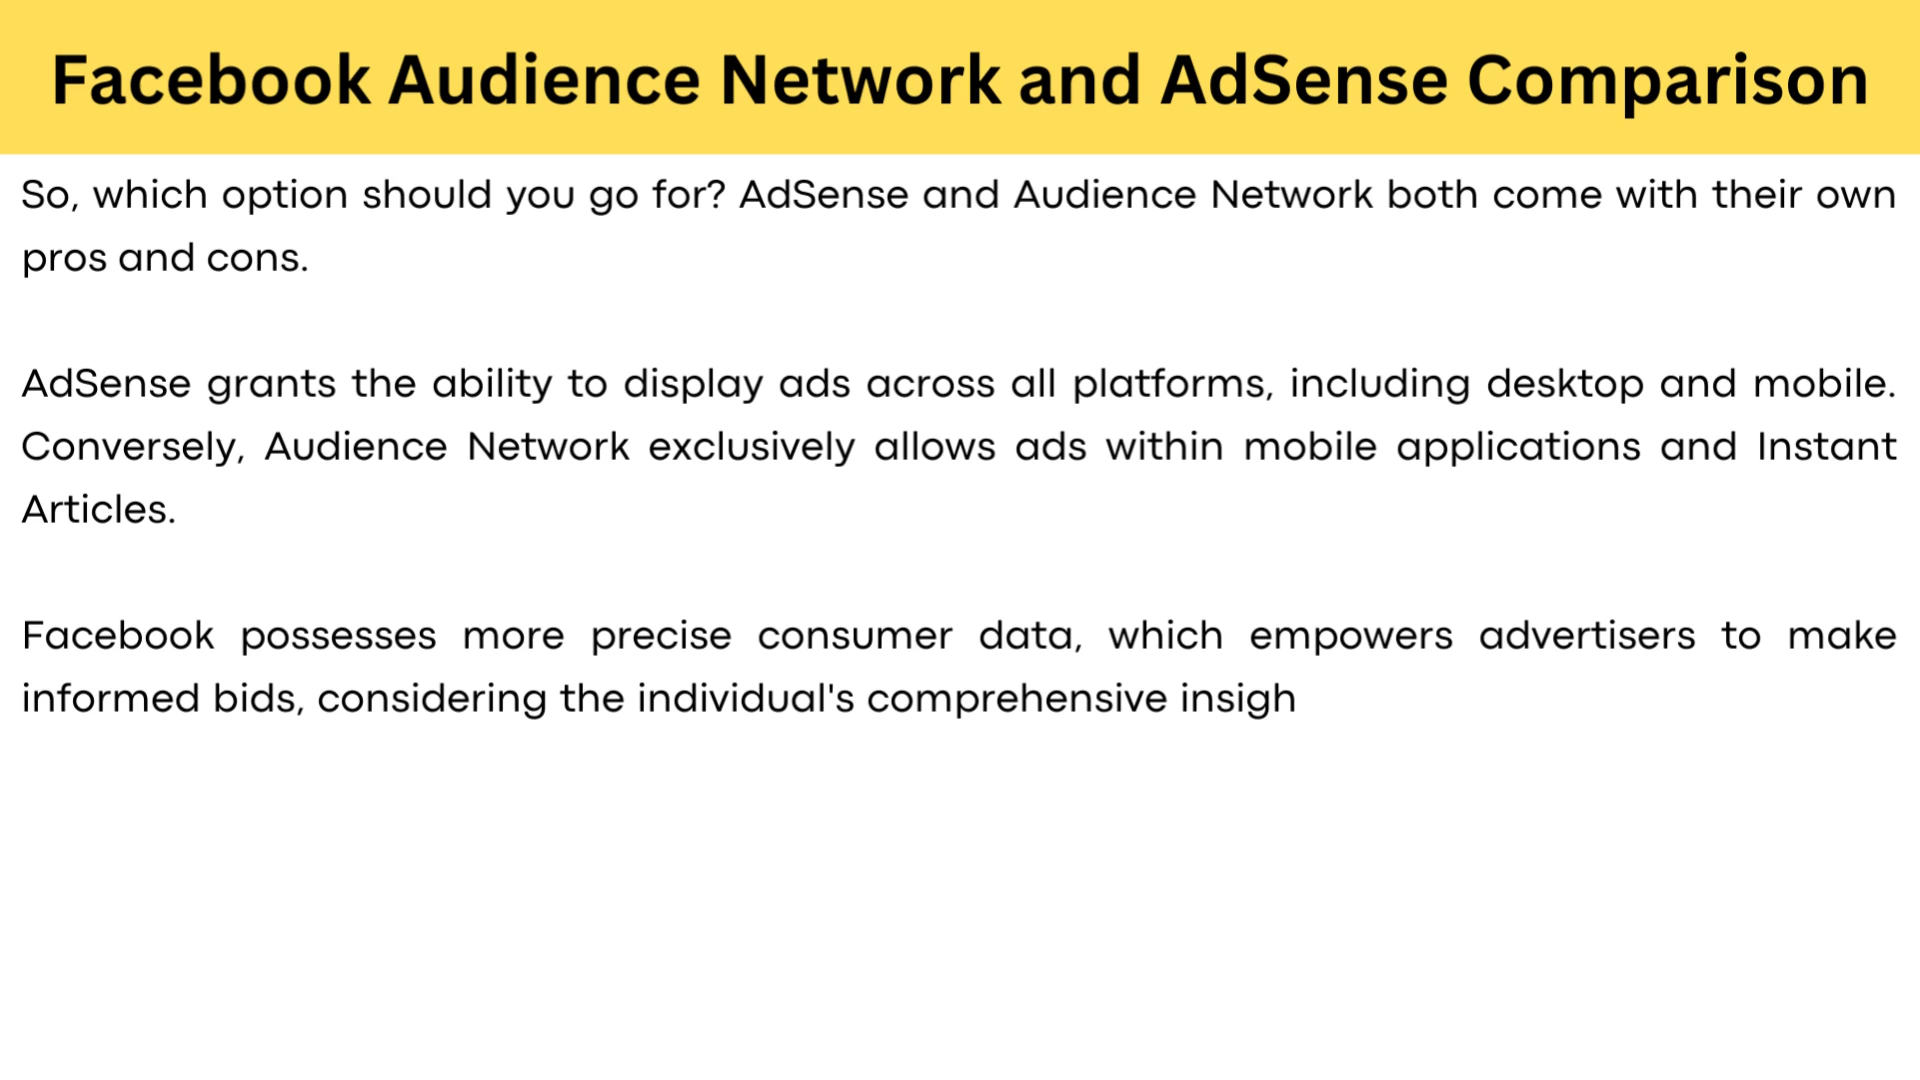 Facebook Audience Network and AdSense Comparison
So, which option should you go for? AdSense and Audience Network both come with their own
pros and cons.
AdSense grants the ability to display ads across all platforms, including desktop and mobile.
Conversely, Audience Network exclusively allows ads within mobile applications and Instant
Articles.
Facebook possesses more precise consumer data, which empowers advertisers to make
informed bids, considering the individual's comprehensive insigh